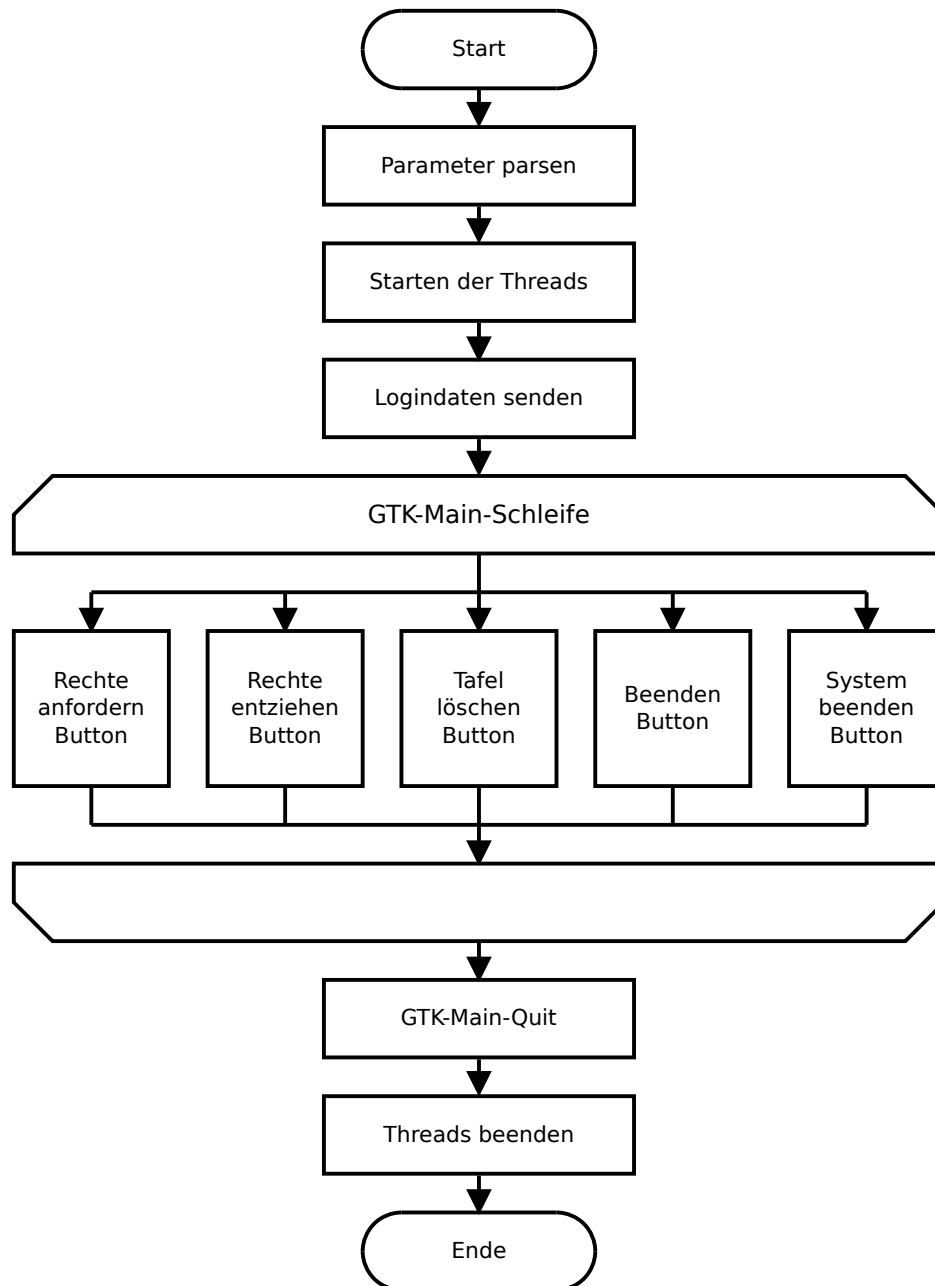 Start
Parameter parsen
Starten der Threads
Logindaten senden
GTK-Main-Schleife
Rechte
anfordern
Button
Rechte
entziehen
Button
Tafel
löschen
Button
Beenden
Button
System
beenden
Button
GTK-Main-Quit
Threads beenden
Ende